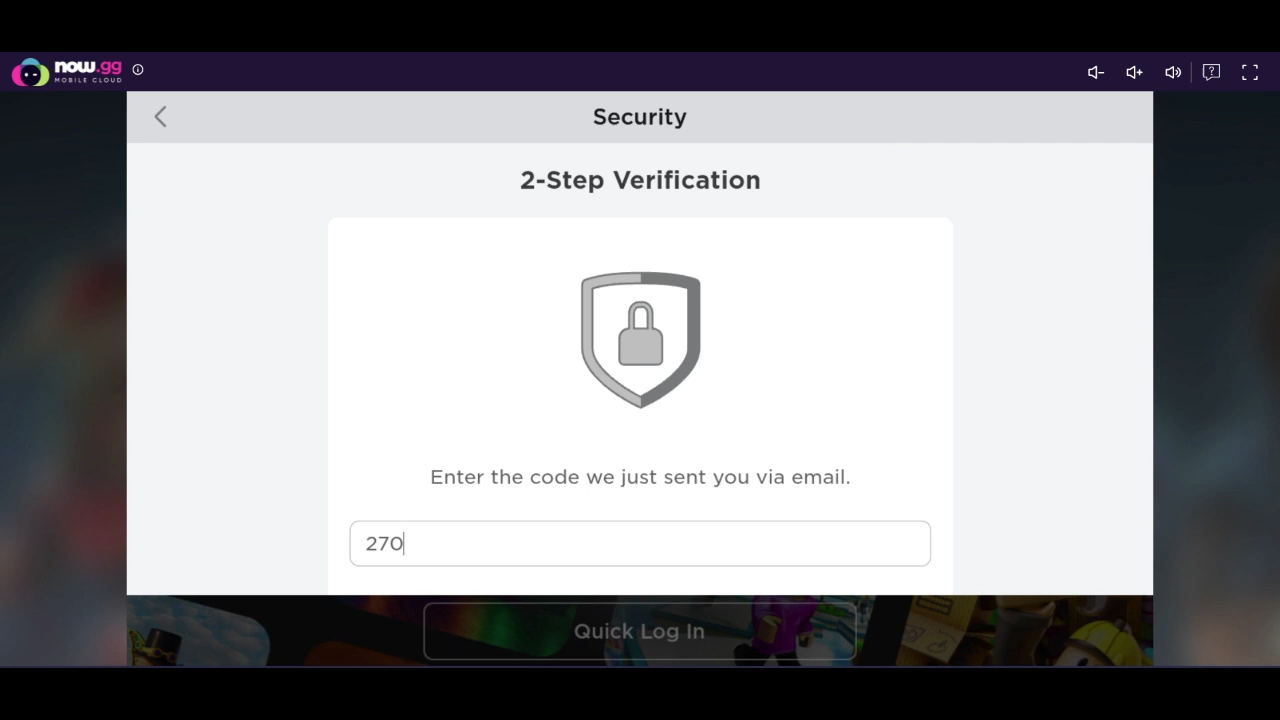 now.gg
MOBILE CLOUD
Security
2-Step Verification
Enter the code we just sent you via email.
270
Quick Log In